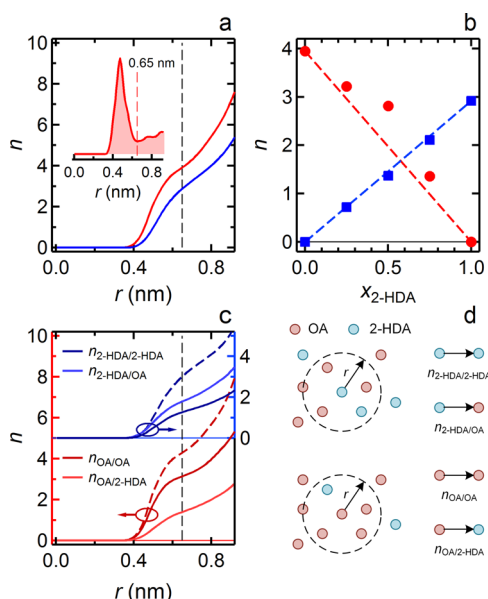 a
10
8
6
4
2
0
n
0.65 nm
0.0
0.4
0.8
r (nm)
0.0
0.4
0.8
r (nm)
b
4
3
2
1
0
n
0.0
0.5
1.0
x2-HDA
c
10
8
6
4
2
0
n
4
2
0
n2-HDA/2-HDA
n2-HDA/OA
nOA/OA
nOA/2-HDA
0.0
0.4
0.8
r (nm)
d
OA
2-HDA
r
n2-HDA/2-HDA
n2-HDA/OA
r
nOA/OA
nOA/2-HDA